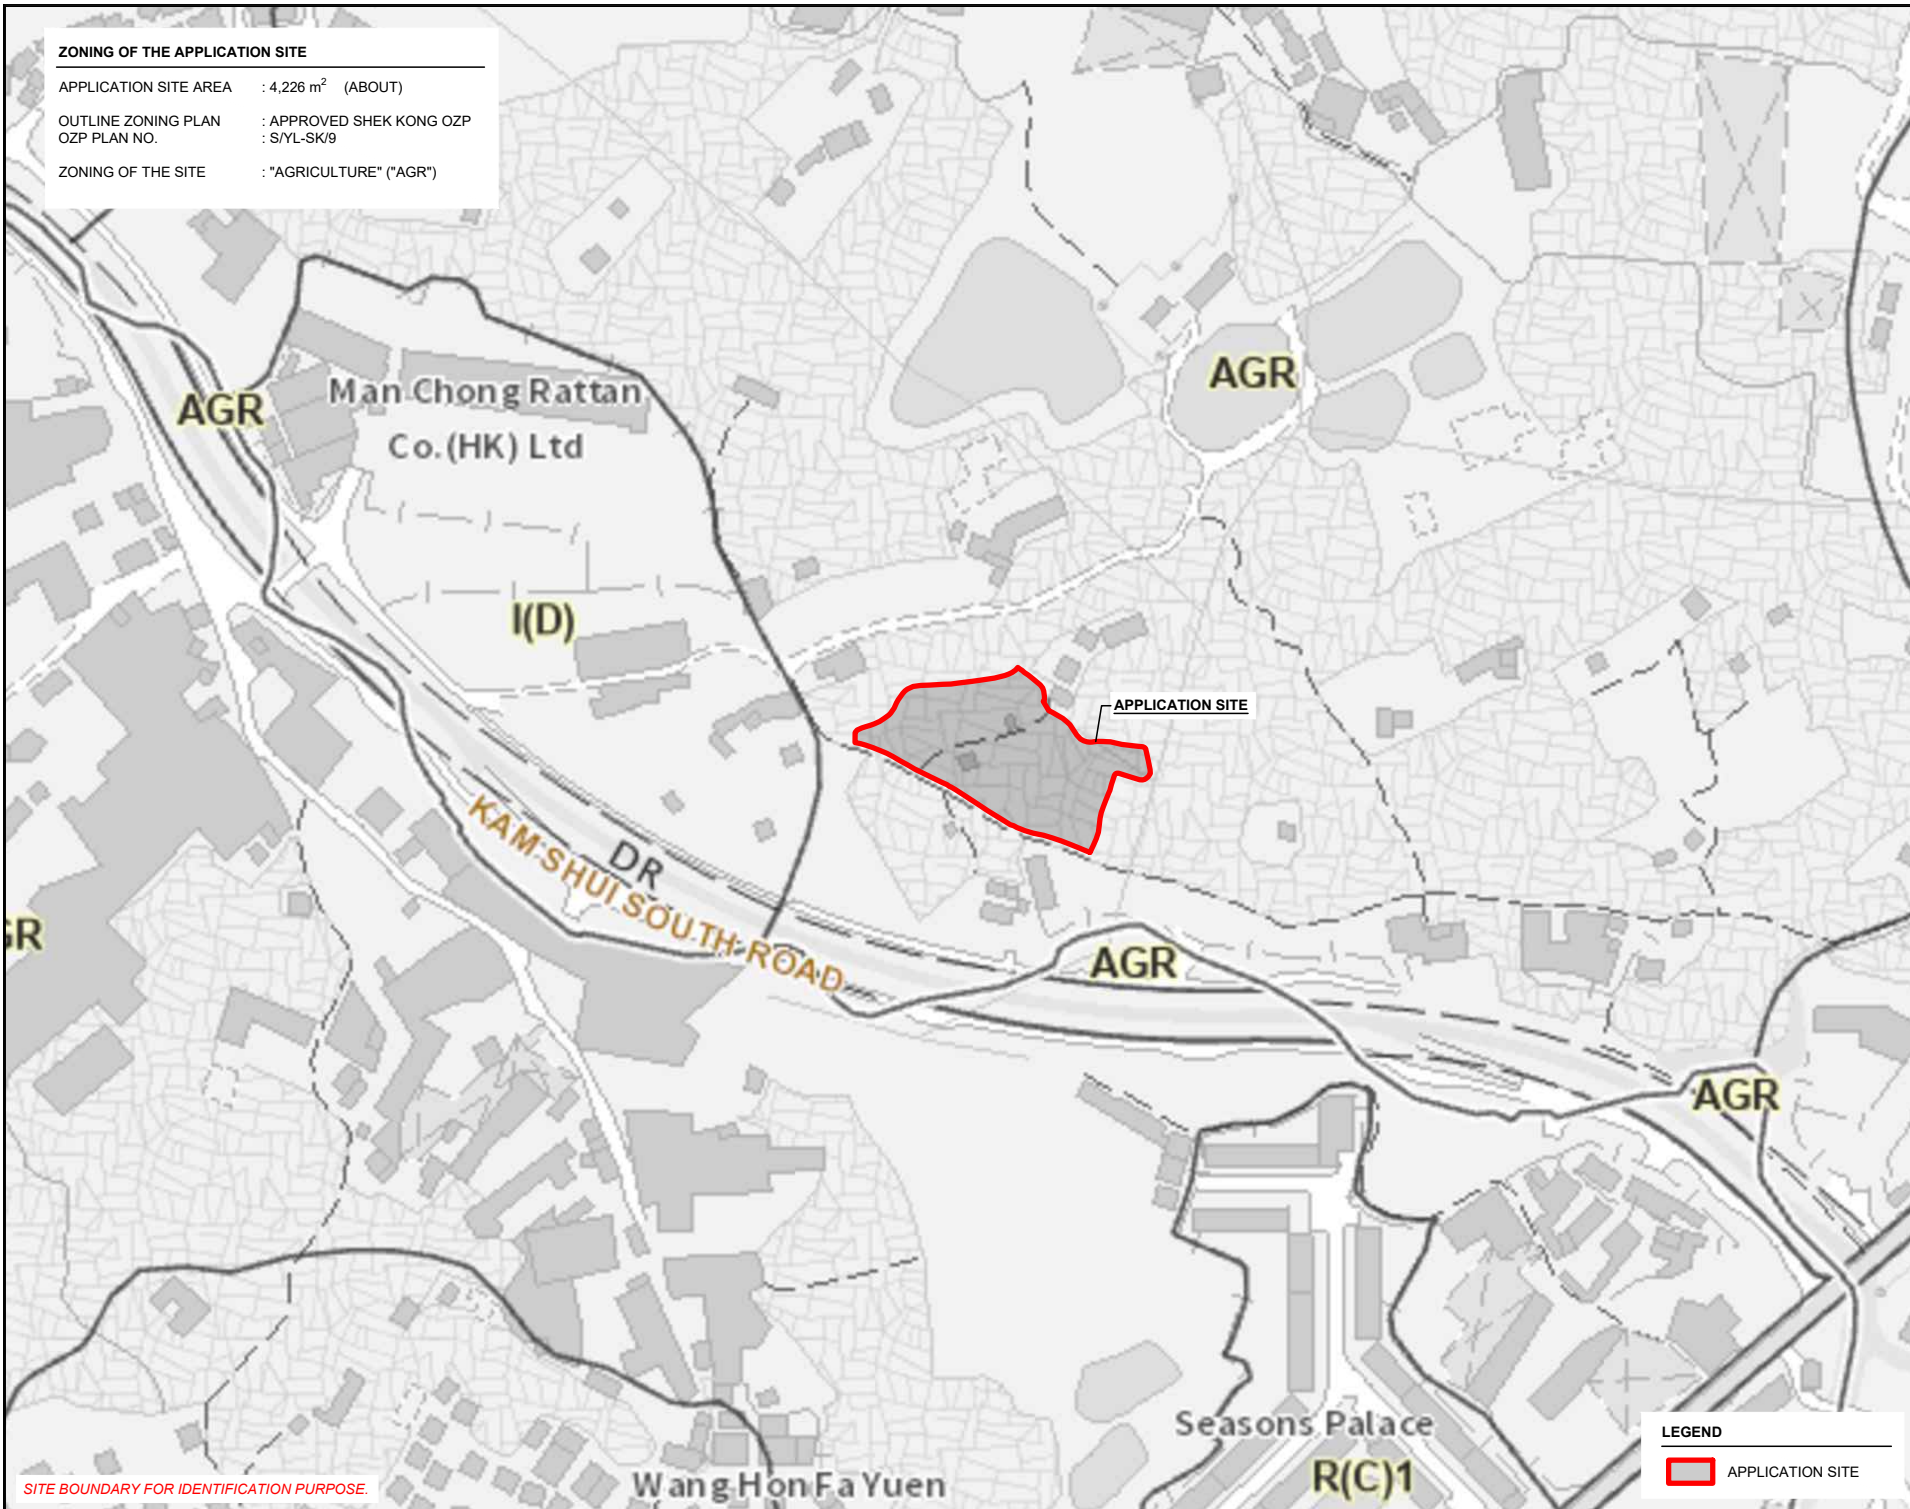 ZONING OF THE APPLICATION SITE
APPLICATION SITE AREA : 4,226 m² (ABOUT)
OUTLINE ZONING PLAN : APPROVED SHEK KONG OZP
OZP PLAN NO. : S/YL-SK/9
ZONING OF THE SITE : "AGRICULTURE" ("AGR")
AGR
AGR
Man Chong Rattan
Co.(HK) Ltd
I(D)
APPLICATION SITE
DR
KAM SHUI SOUTH ROAD
GR
AGR
AGR
Seasons Palace
R(C)1
Wang Hon Fa Yuen
LEGEND
APPLICATION SITE
SITE BOUNDARY FOR IDENTIFICATION PURPOSE.